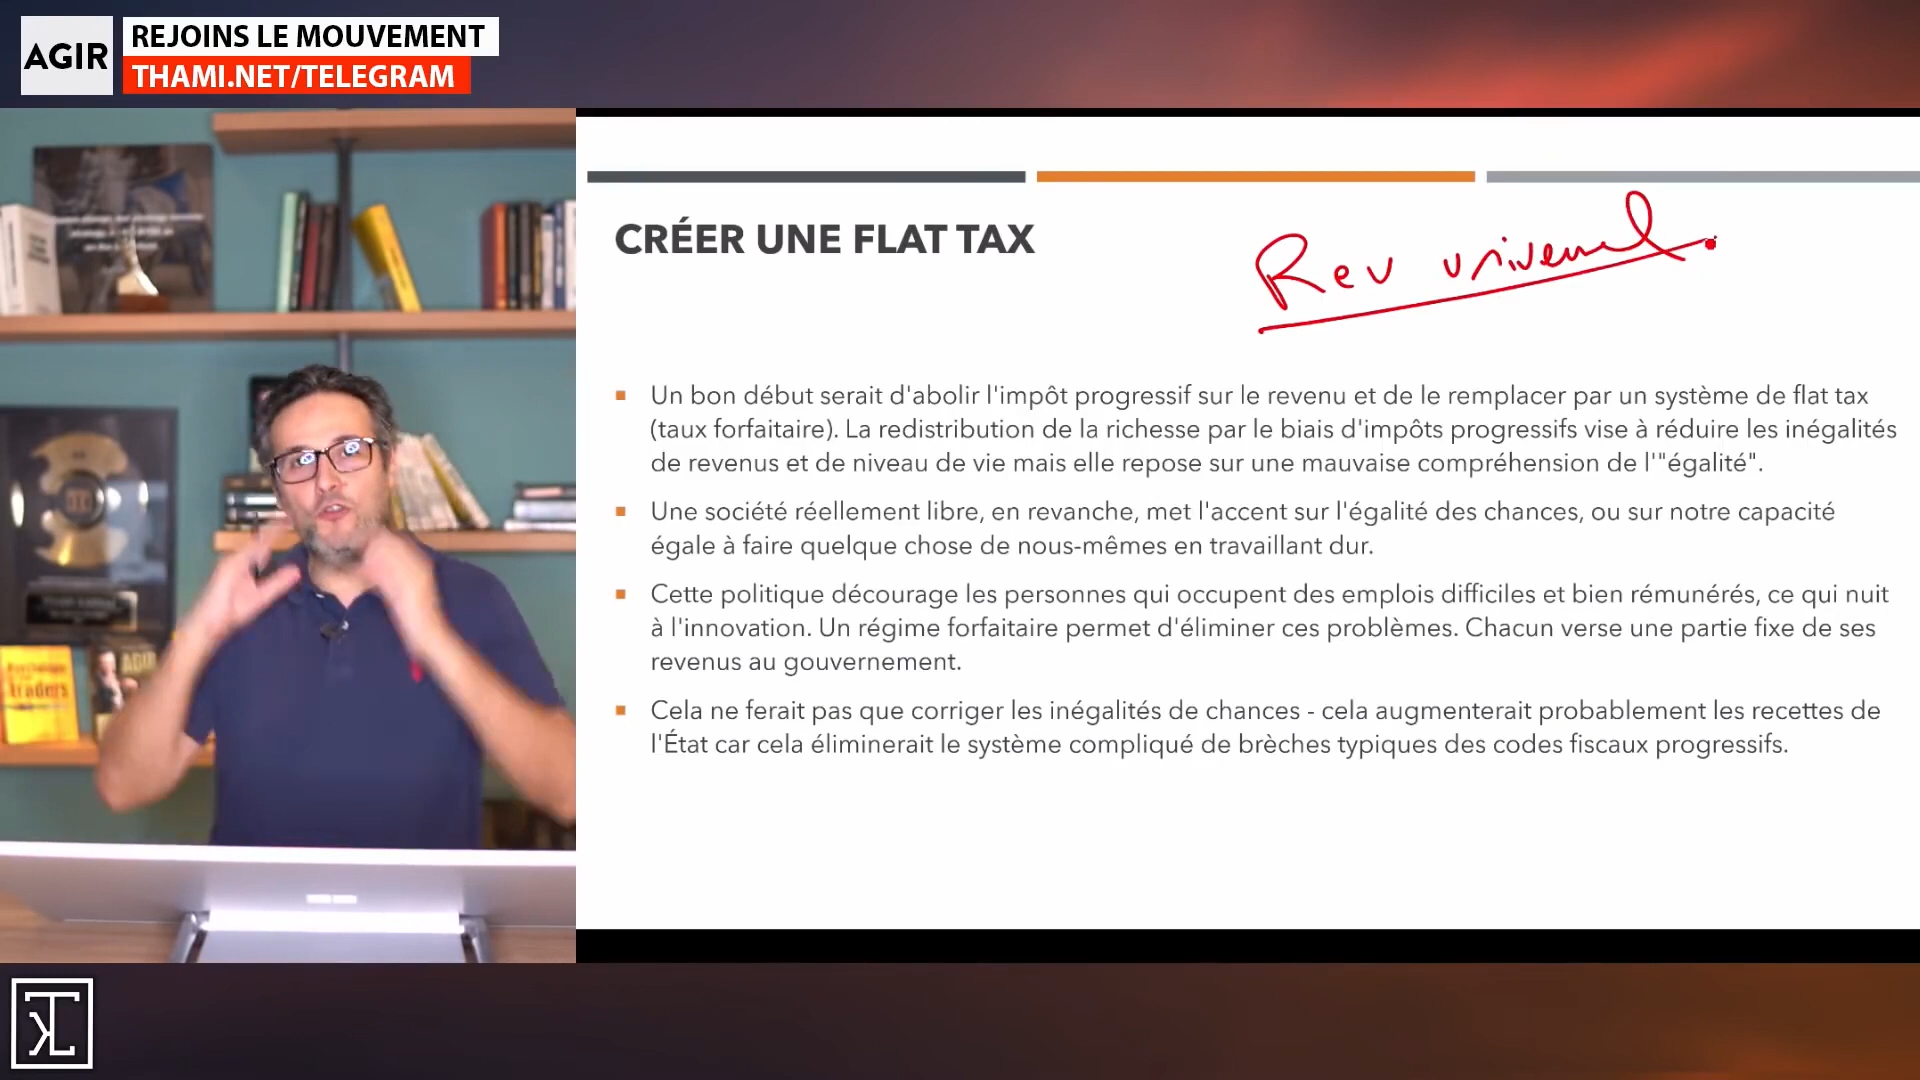 AGIR
REJOINS LE MOUVEMENT
THAMI.NET/TELEGRAM
CRÉER UNE FLAT TAX
Rev universel
Un bon début serait d'abolir l'impôt progressif sur le revenu et de le remplacer par un système de flat tax
(taux forfaitaire). La redistribution de la richesse par le biais d'impôts progressifs vise à réduire les inégalités
de revenus et de niveau de vie mais elle repose sur une mauvaise compréhension de l'"égalité".
Une société réellement libre, en revanche, met l'accent sur l'égalité des chances, ou sur notre capacité
égale à faire quelque chose de nous-mêmes en travaillant dur.
Cette politique décourage les personnes qui occupent des emplois difficiles et bien rémunérés, ce qui nuit
à l'innovation. Un régime forfaitaire permet d'éliminer ces problèmes. Chacun verse une partie fixe de ses
revenus au gouvernement.
Cela ne ferait pas que corriger les inégalités de chances - cela augmenterait probablement les recettes de
l'État car cela éliminerait le système compliqué de brèches typiques des codes fiscaux progressifs.
traders
AGIR